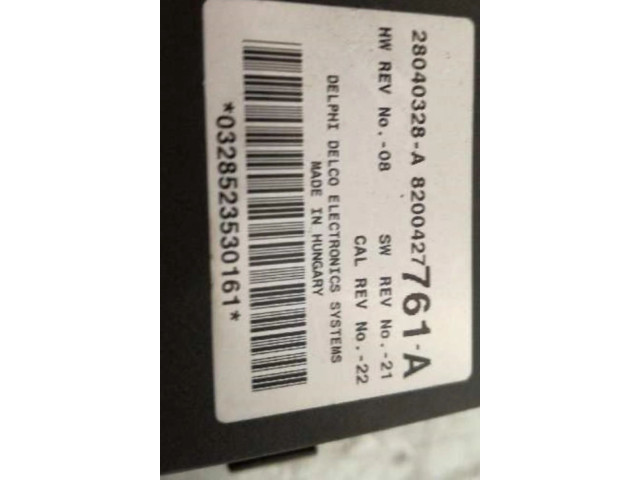 28040328-A 8200427761-A
HW REV No.-08 SW REV No.-21
CAL REV No.-22
DELPHI DELCO ELECTRONICS SYSTEMS
MADE IN HUNGARY
*0328523530161*